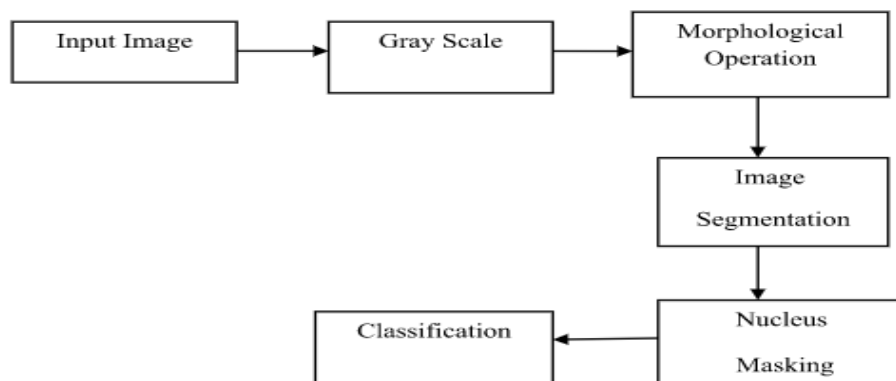 Input Image
Gray Scale
Morphological
Operation
Image
Segmentation
Nucleus
Masking
Classification